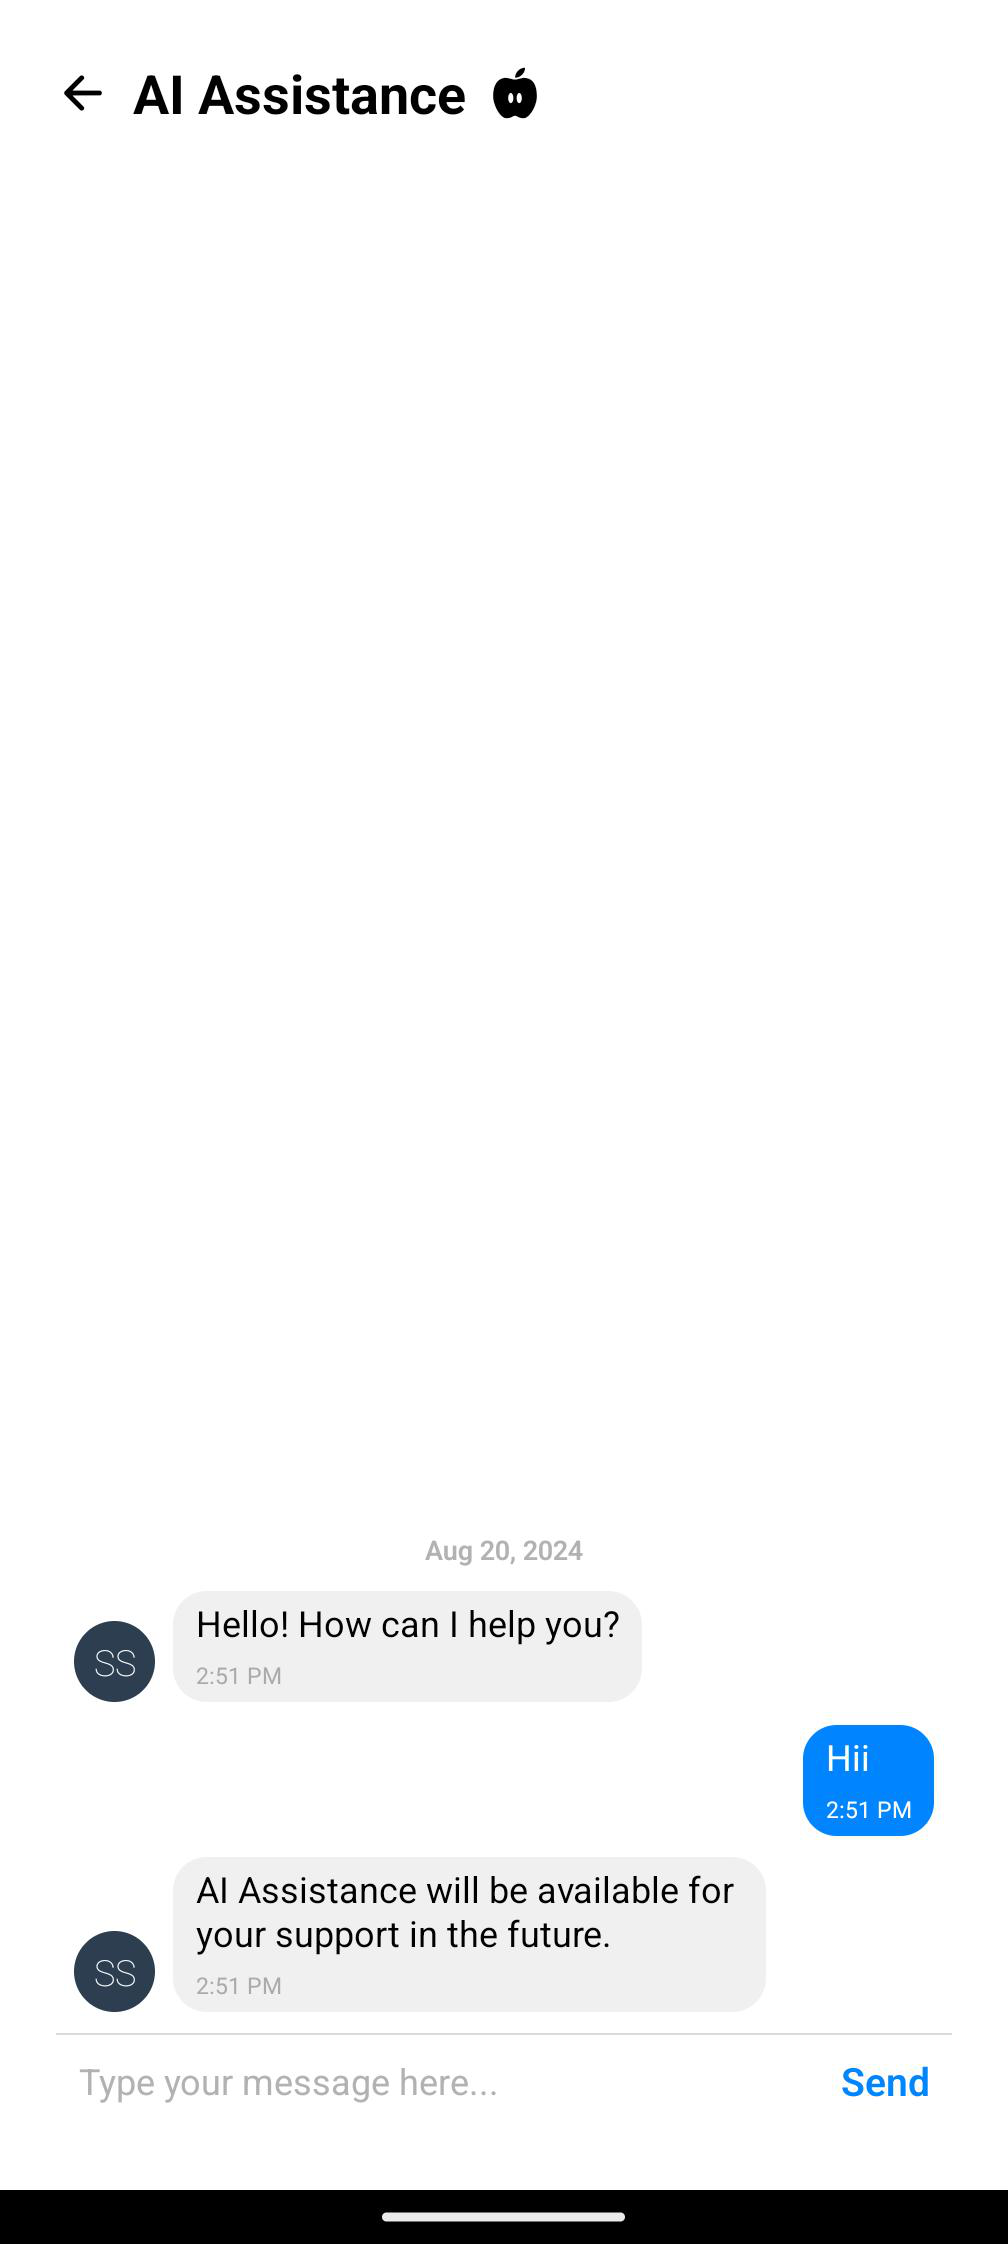 AI Assistance
Aug 20, 2024
Hello! How can I help you?
2:51 PM
SS
Hii
2:51 PM
AI Assistance will be available for
your support in the future.
2:51 PM
SS
Type your message here...
Send